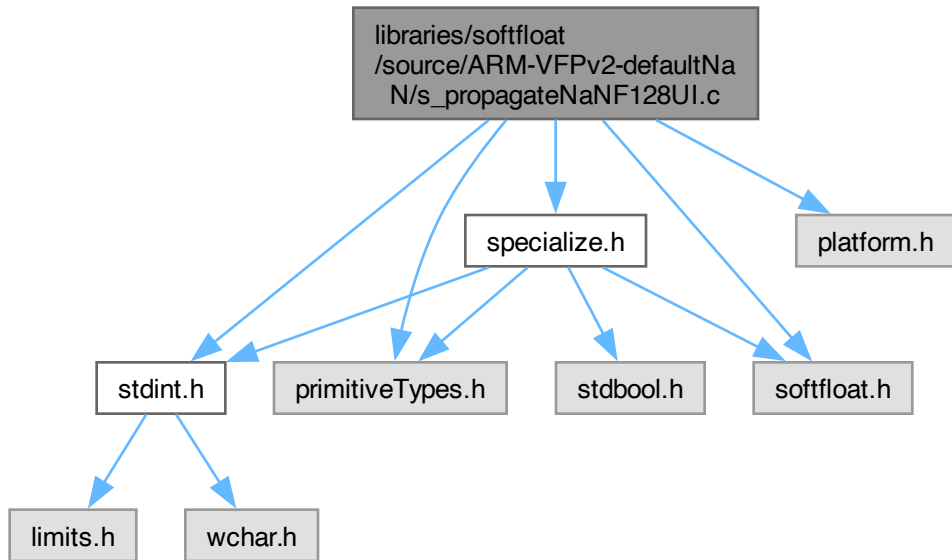 libraries/softfloat
/source/ARM-VFPv2-defaultNa
N/s_propagateNaNF128UI.c
specialize.h
platform.h
stdint.h
primitiveTypes.h
stdbool.h
softfloat.h
limits.h
wchar.h